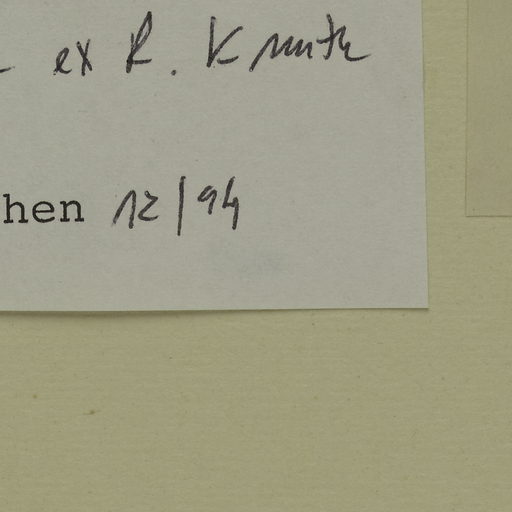 ex R. Knuth
hen 12/94